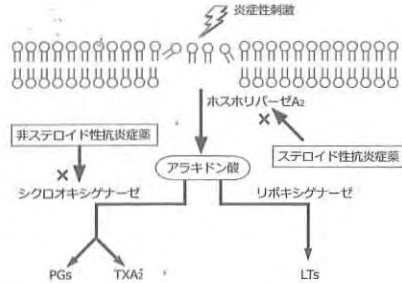 炎症性刺激
ホスホリパーゼA2
非ステロイド性抗炎症薬
ステロイド性抗炎症薬
アラキドン酸
シクロオキシゲナーゼ
リポキシゲナーゼ
PGs
TXA2
LTs